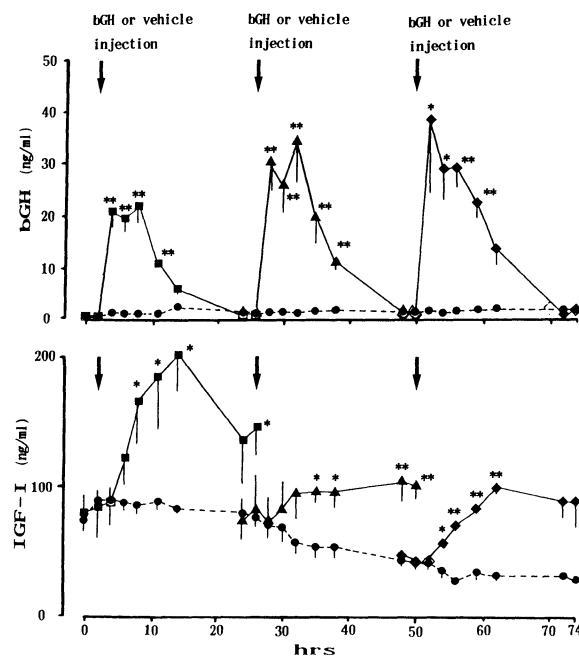 bGH or vehicle bGH or vehicle bGH or vehicle
injection injection injection
50
40
30
20
10
0
bGH (ng/ml)
** ** **
** ** ** ** **
* * ** ** **
200
100
0
IGF-I (ng/ml)
* * * *
* * ** **
* ** ** **
0 10 20 30 40 50 60 74
hrs